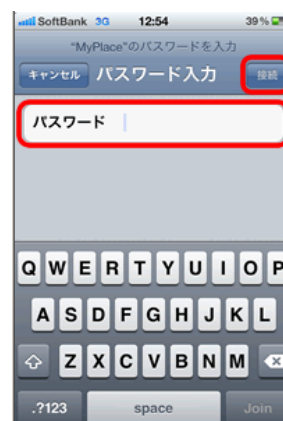 SoftBank 3G 12:54 39%
"MyPlace"のパスワードを入力
キャンセル パスワード入力 接続
パスワード
Q W E R T Y U I O P
A S D F G H J K L
Z X C V B N M
.?123 space Join